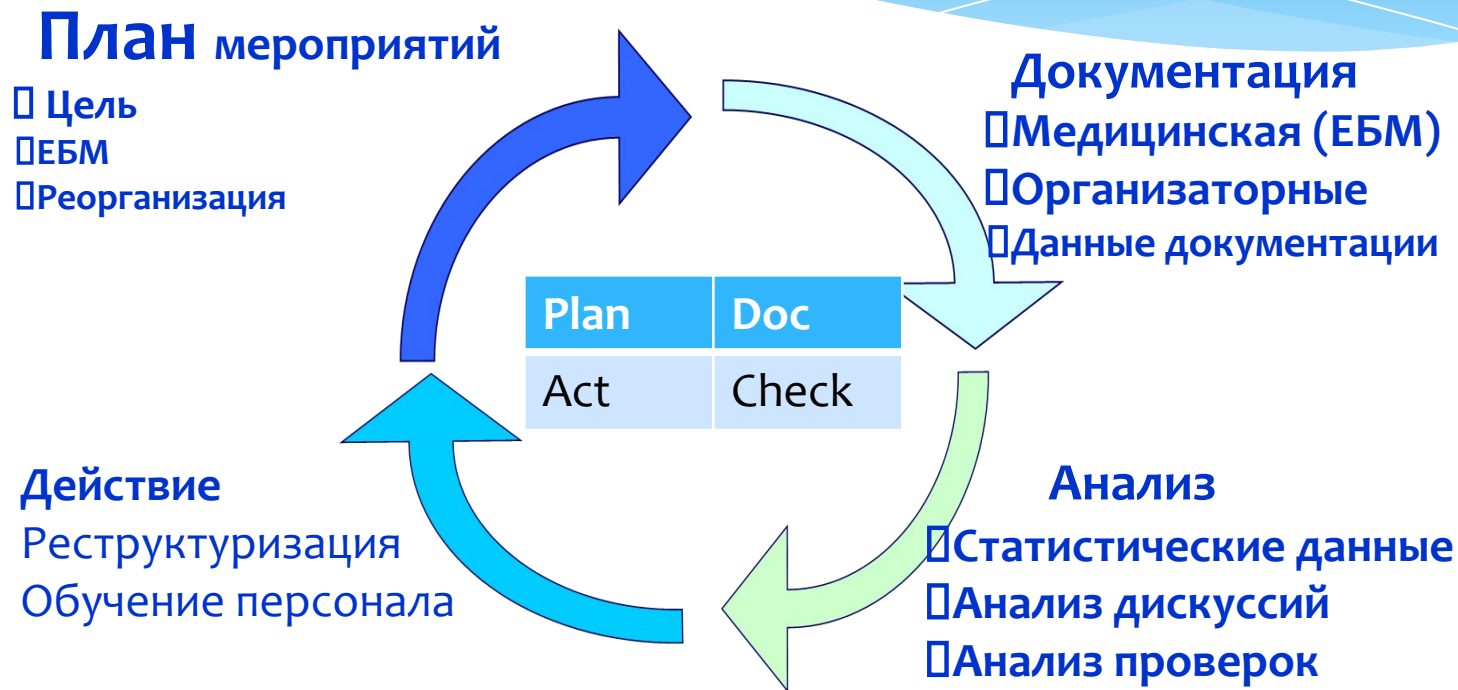 План мероприятий
Цель
ЕБМ
Реорганизация
Документация
Медицинская (ЕБМ)
Организаторные
Данные документации
Plan Doc
Act Check
Действие
Реструктуризация
Обучение персонала
Анализ
Статистические данные
Анализ дискуссий
Анализ проверок